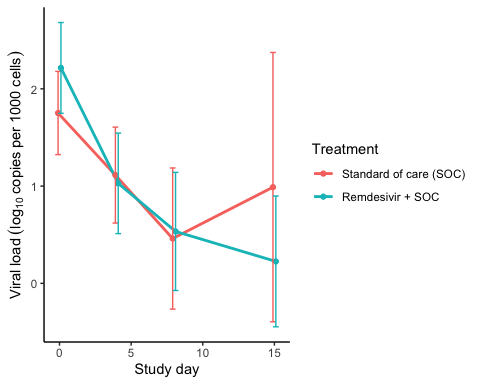 Viral load (log₁₀ copies per 1000 cells)
2
1
0
0
5
10
15
Study day
Treatment
Standard of care (SOC)
Remdesivir + SOC